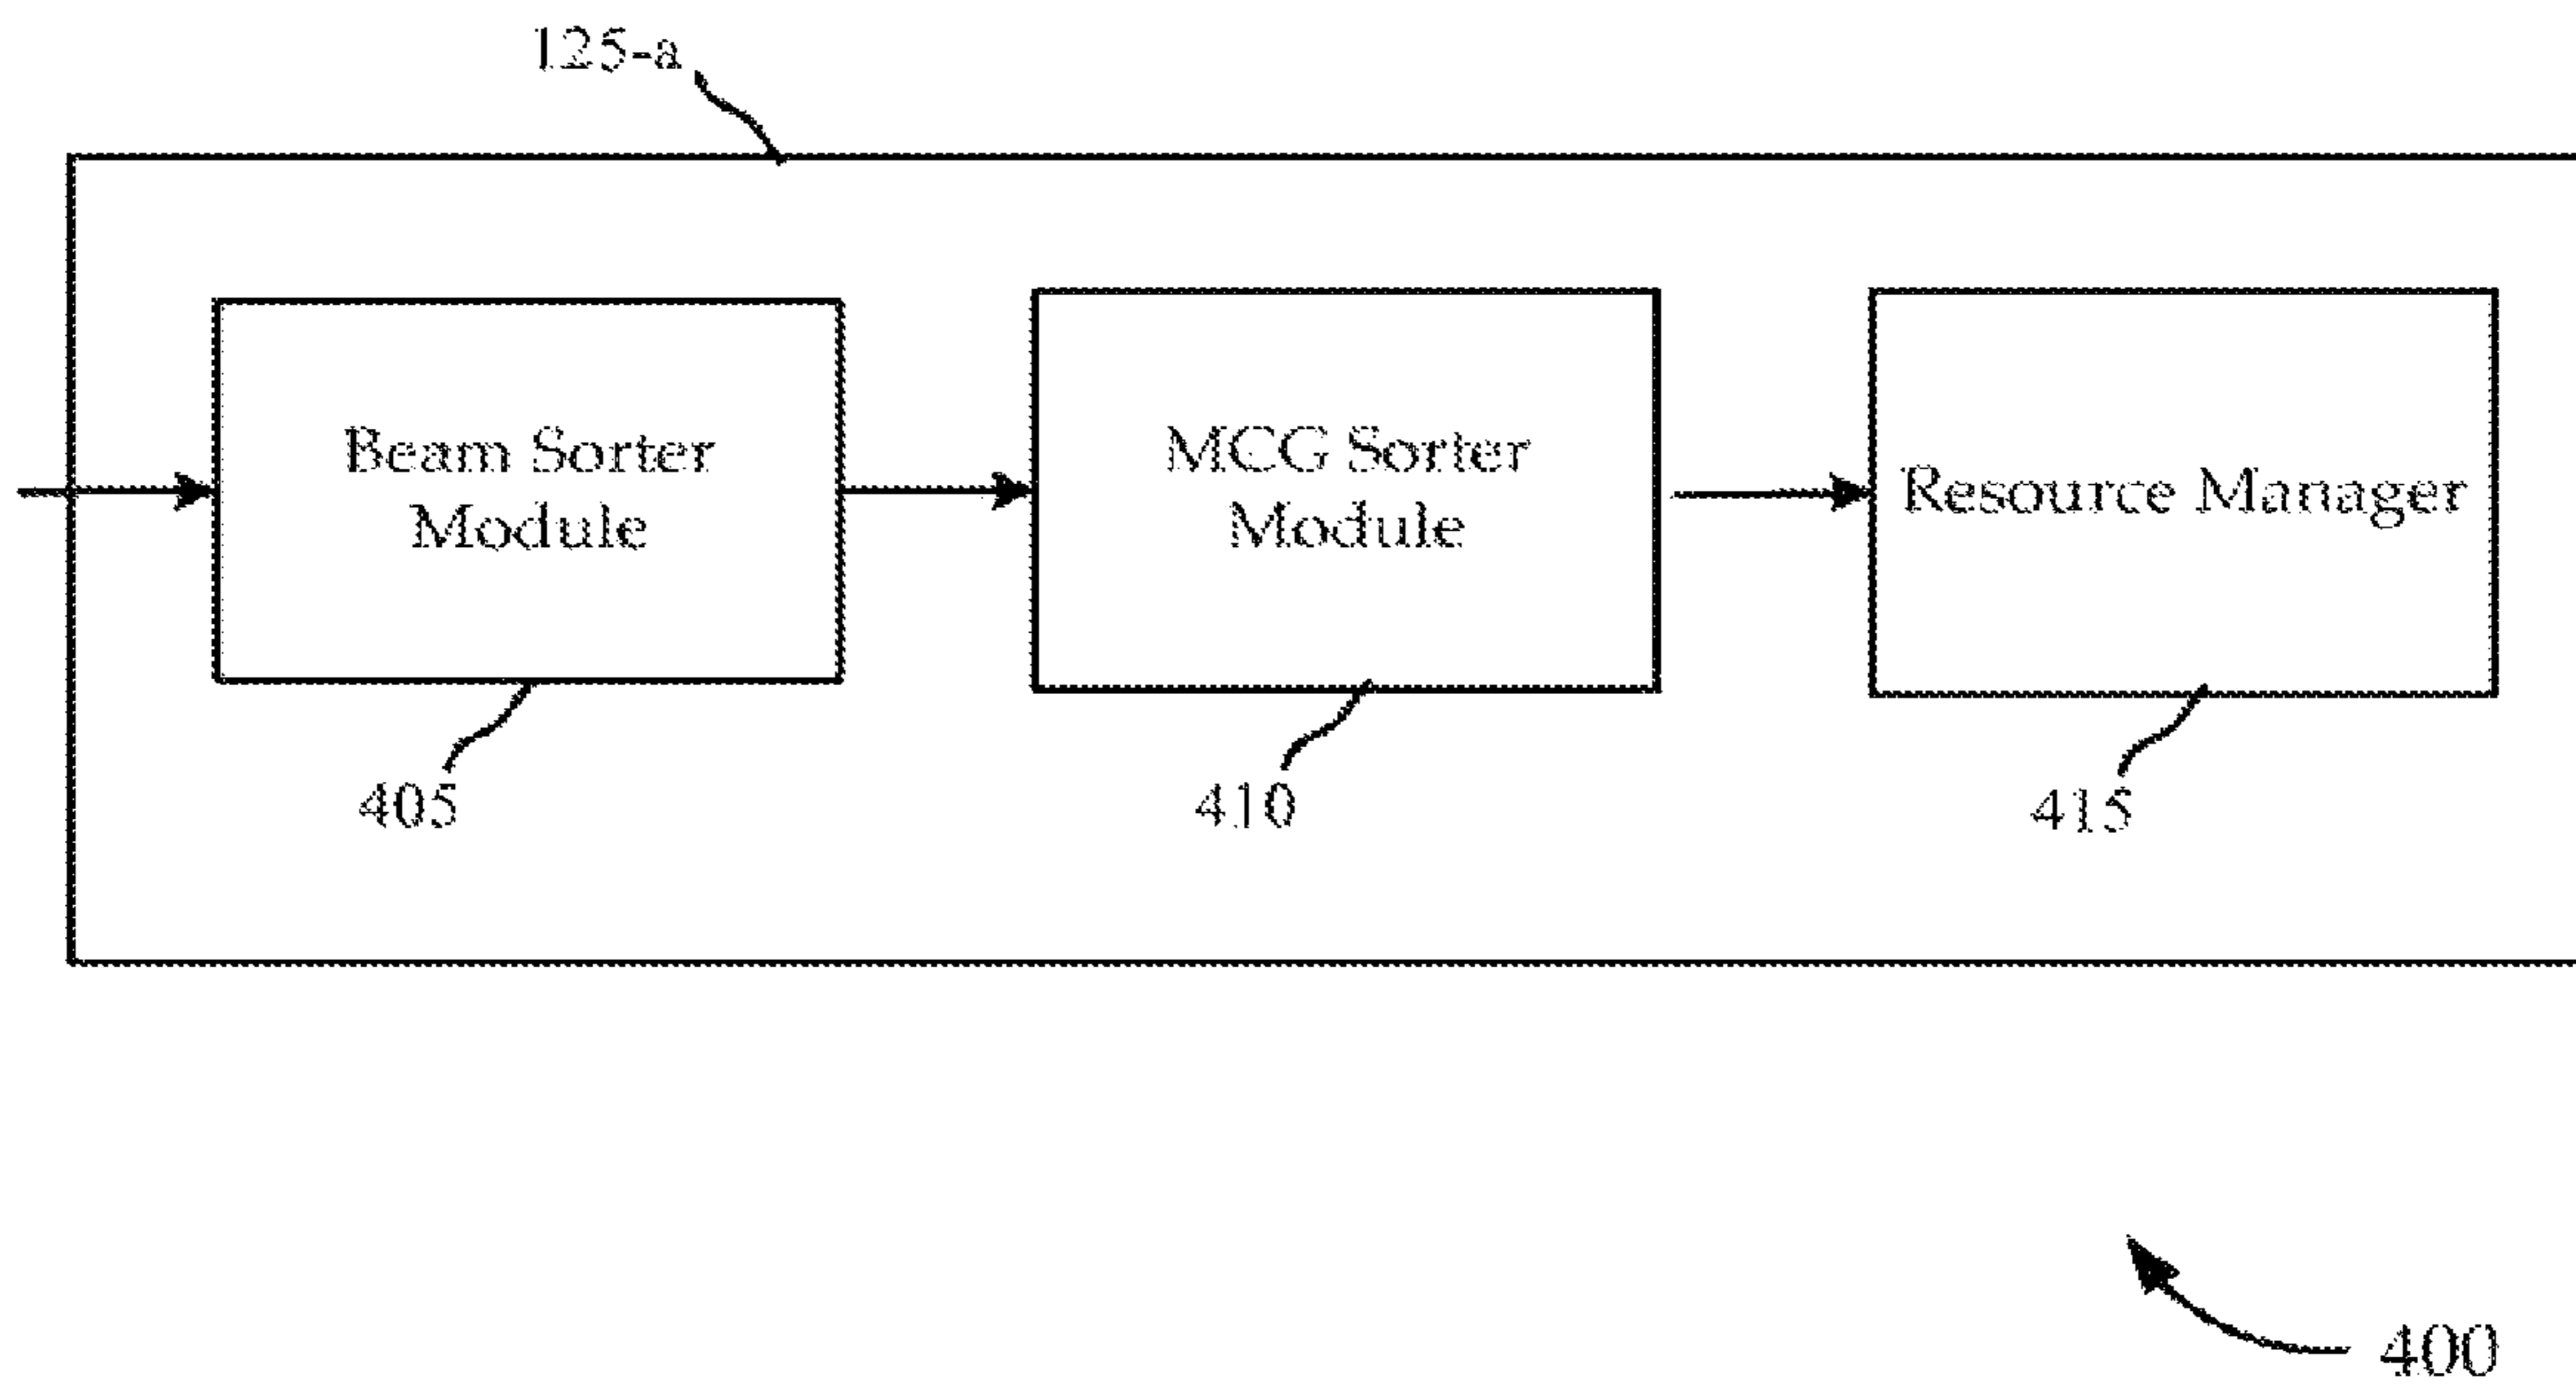 125-a
Beam Sorter
Module
MCG Sorter
Module
Resource Manager
405
410
415
400